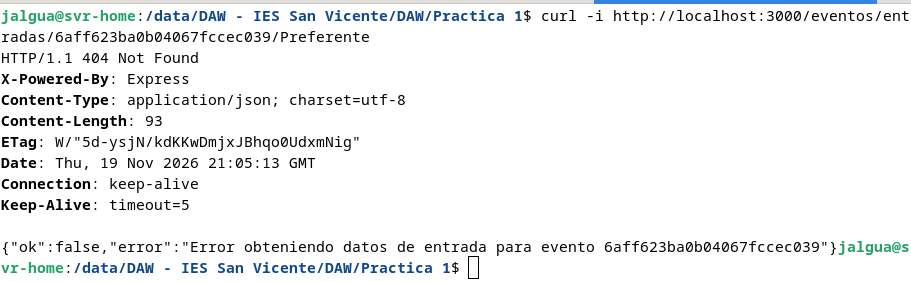 jalgua@svr-home:/data/DAW - IES San Vicente/DAW/Practica 1$ curl -i http://localhost:3000/eventos/ent
radas/6aff623ba0b04067fccec039/Preferente
HTTP/1.1 404 Not Found
X-Powered-By: Express
Content-Type: application/json; charset=utf-8
Content-Length: 93
ETag: W/"5d-ysjN/kdKKwDmjxJBhqo0UdxmNig"
Date: Thu, 19 Nov 2026 21:05:13 GMT
Connection: keep-alive
Keep-Alive: timeout=5

{"ok":false,"error":"Error obteniendo datos de entrada para evento 6aff623ba0b04067fccec039"}jalgua@s
vr-home:/data/DAW - IES San Vicente/DAW/Practica 1$